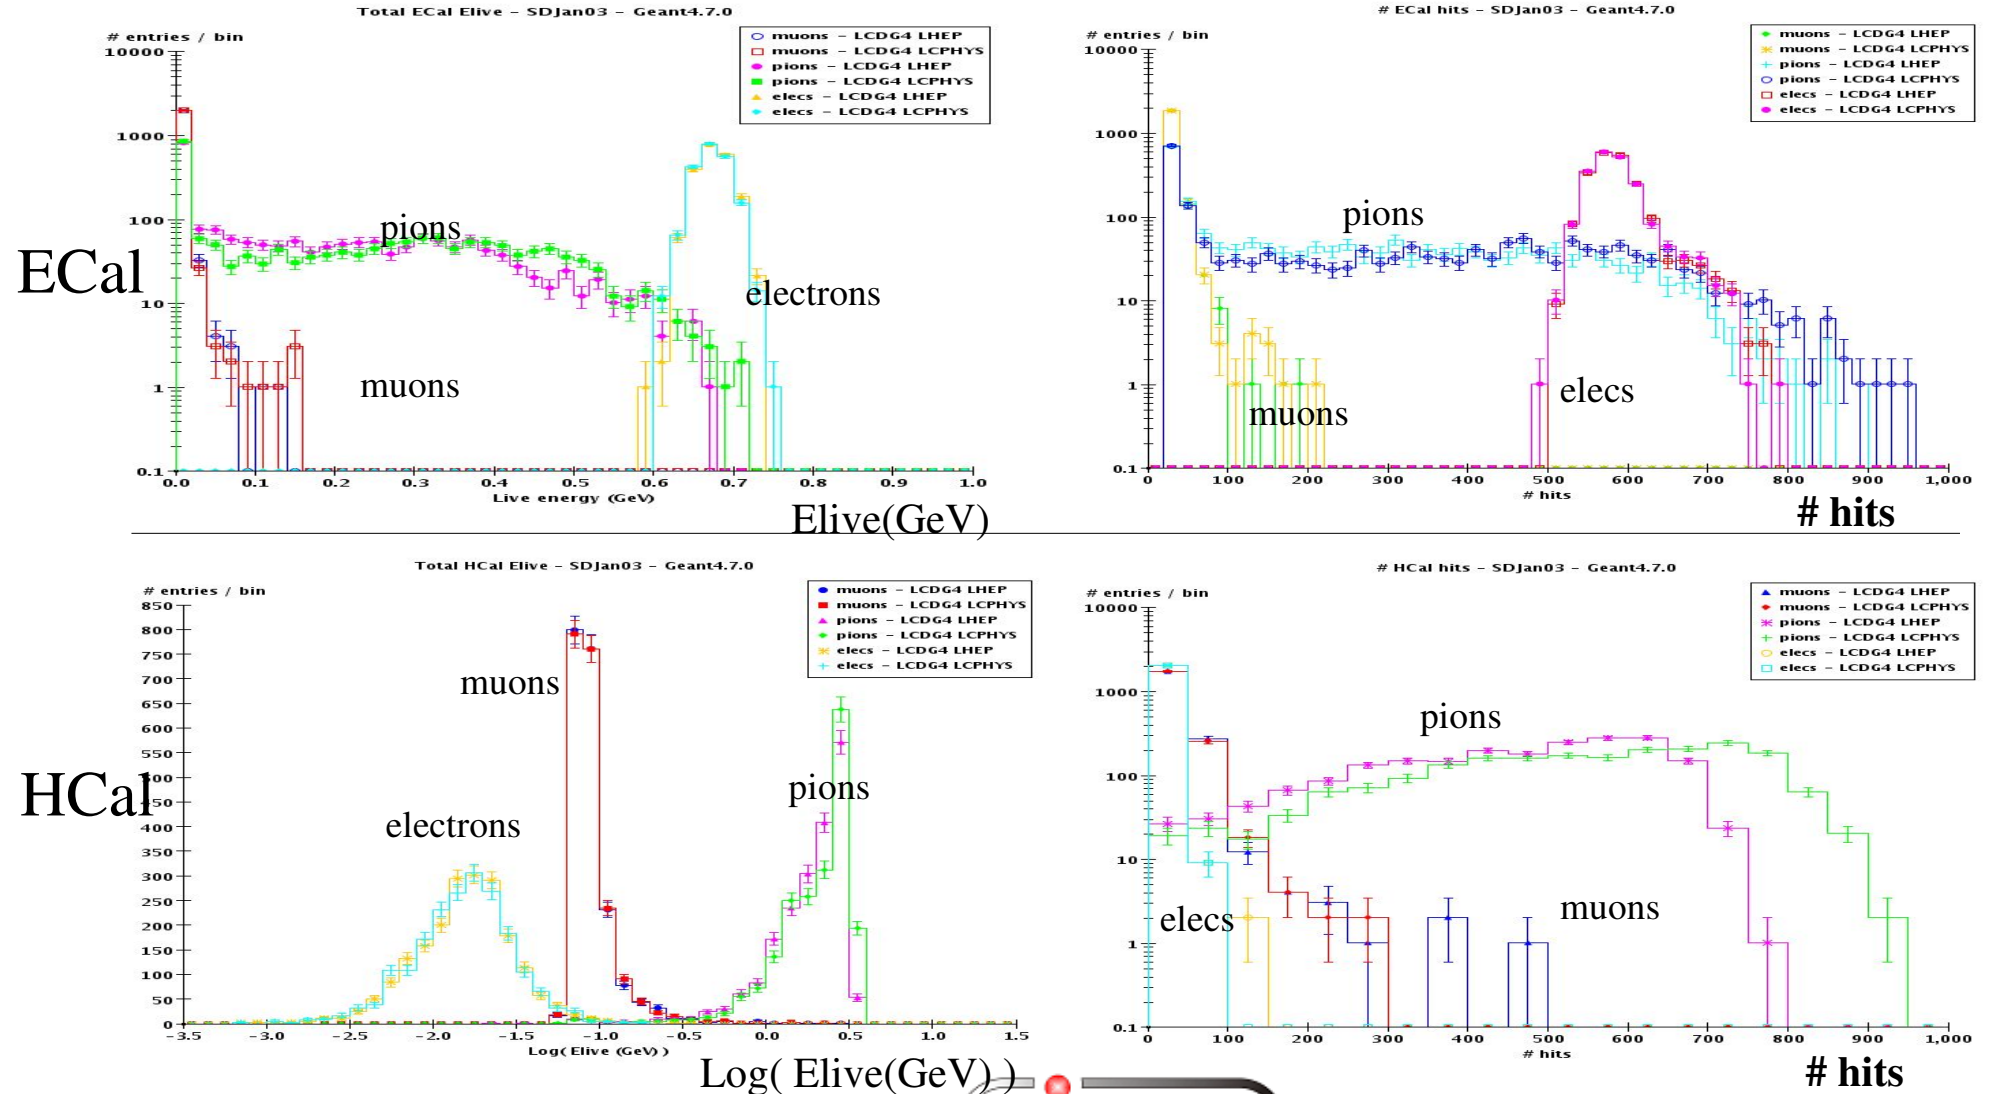 Total ECal Elive - SDJan03 - Geant4.7.0
# entries / bin
10000
1000
100
10
1
0.1
0.0 0.1 0.2 0.3 0.4 0.5 0.6 0.7 0.8 0.9 1.0
Live energy (GeV)
muons - LCDG4 LHEP
muons - LCDG4 LCPHYS
pions - LCDG4 LHEP
pions - LCDG4 LCPHYS
elecs - LCDG4 LHEP
elecs - LCDG4 LCPHYS
pions
electrons
muons
ECal
Elive(GeV)
# ECal hits - SDJan03 - Geant4.7.0
# entries / bin
10000
1000
100
10
1
0.1
0 100 200 300 400 500 600 700 800 900 1,000
# hits
muons - LCDG4 LHEP
muons - LCDG4 LCPHYS
pions - LCDG4 LHEP
pions - LCDG4 LCPHYS
elecs - LCDG4 LHEP
elecs - LCDG4 LCPHYS
pions
elecs
muons
# hits
Total HCal Elive - SDJan03 - Geant4.7.0
# entries / bin
850
800
750
700
650
600
550
500
450
400
350
300
250
200
150
100
50
0
-3.5 -3.0 -2.5 -2.0 -1.5 -1.0 -0.5 0.0 0.5 1.0 1.5
Log( Elive (GeV) )
muons - LCDG4 LHEP
muons - LCDG4 LCPHYS
pions - LCDG4 LHEP
pions - LCDG4 LCPHYS
elecs - LCDG4 LHEP
elecs - LCDG4 LCPHYS
muons
pions
electrons
HCal
Log( Elive(GeV) )
# HCal hits - SDJan03 - Geant4.7.0
# entries / bin
10000
1000
100
10
1
0.1
0 100 200 300 400 500 600 700 800 900 1,000
# hits
muons - LCDG4 LHEP
muons - LCDG4 LCPHYS
pions - LCDG4 LHEP
pions - LCDG4 LCPHYS
elecs - LCDG4 LHEP
elecs - LCDG4 LCPHYS
pions
muons
elecs
# hits